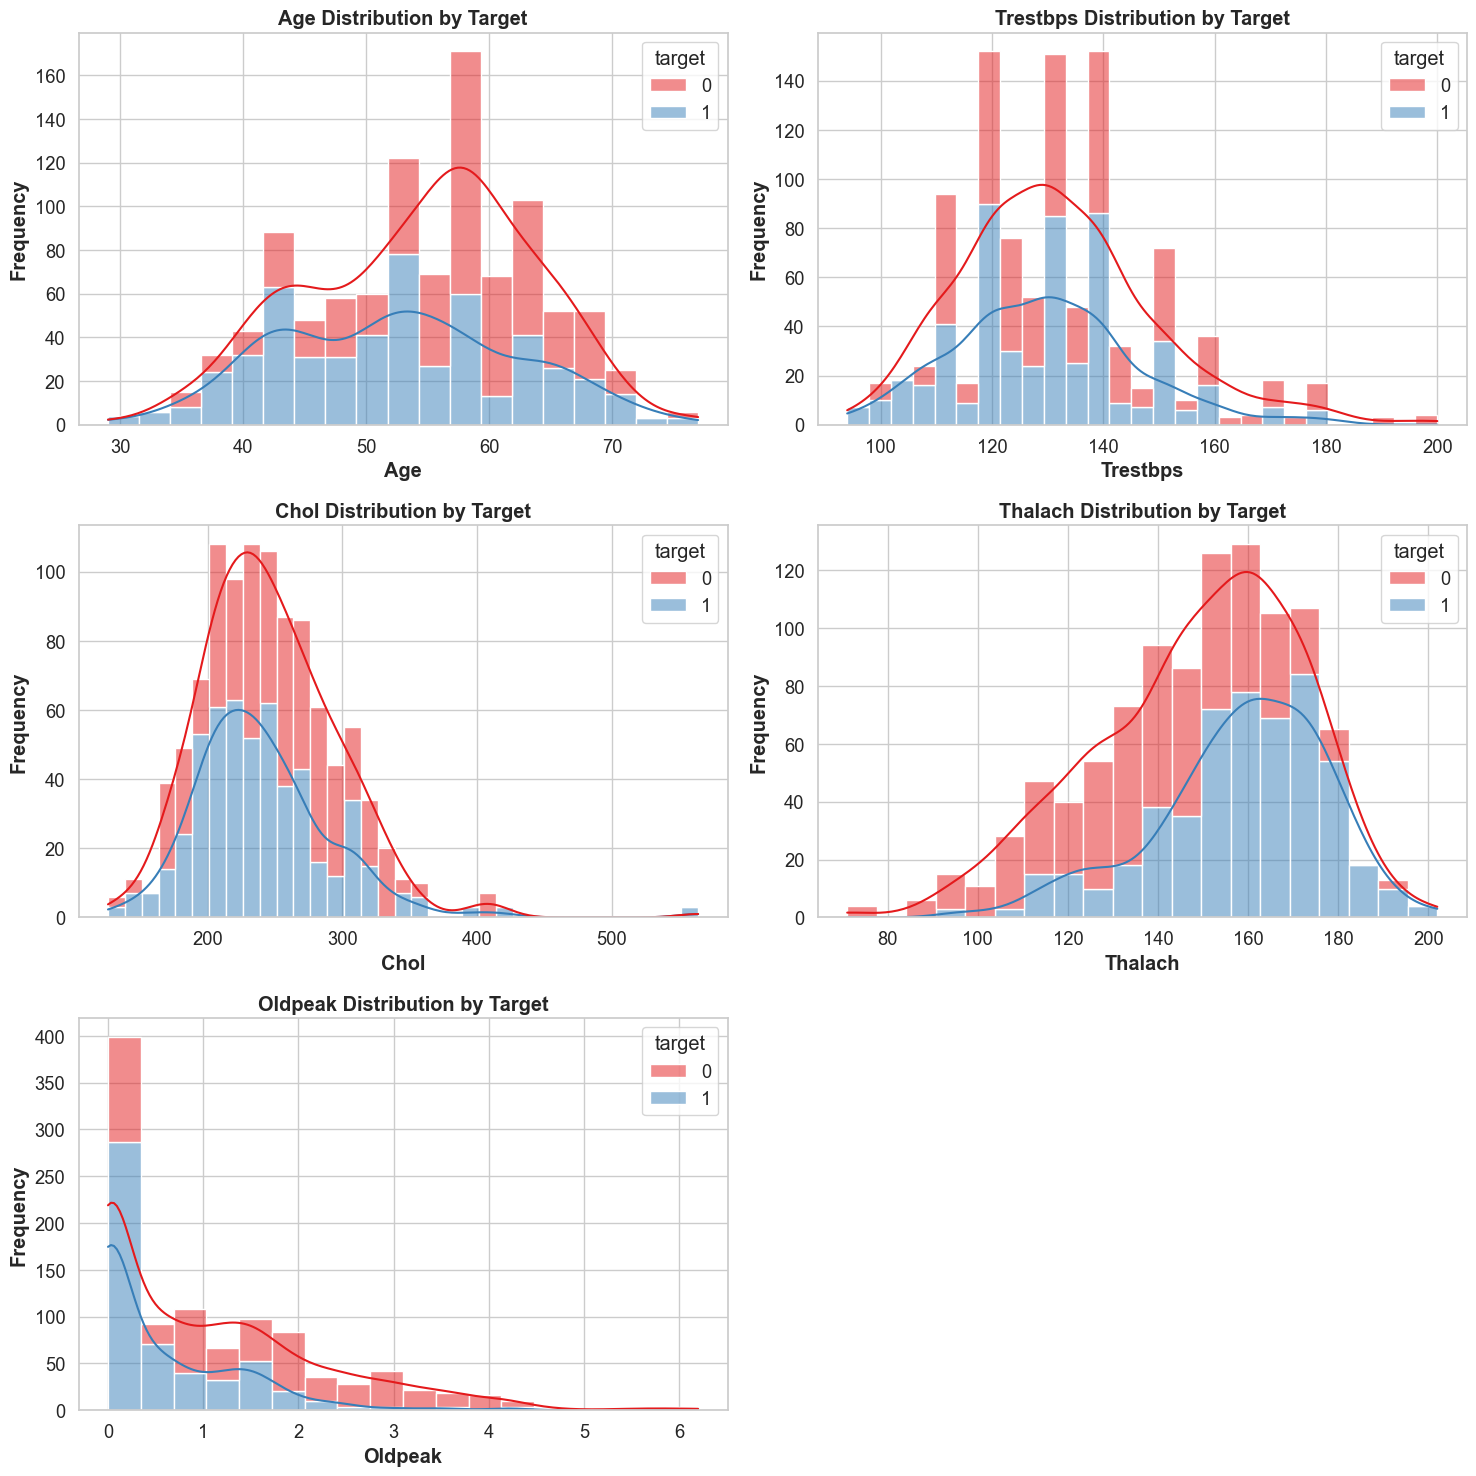 Age Distribution by Target
160
140
120
100
80
60
40
20
0
Frequency
30 40 50 60 70
Age
target
0
1
Trestbps Distribution by Target
140
120
100
80
60
40
20
0
Frequency
100 120 140 160 180 200
Trestbps
target
0
1
Chol Distribution by Target
100
80
60
40
20
0
Frequency
200 300 400 500
Chol
target
0
1
Thalach Distribution by Target
120
100
80
60
40
20
0
Frequency
80 100 120 140 160 180 200
Thalach
target
0
1
Oldpeak Distribution by Target
400
350
300
250
200
150
100
50
0
Frequency
0 1 2 3 4 5 6
Oldpeak
target
0
1